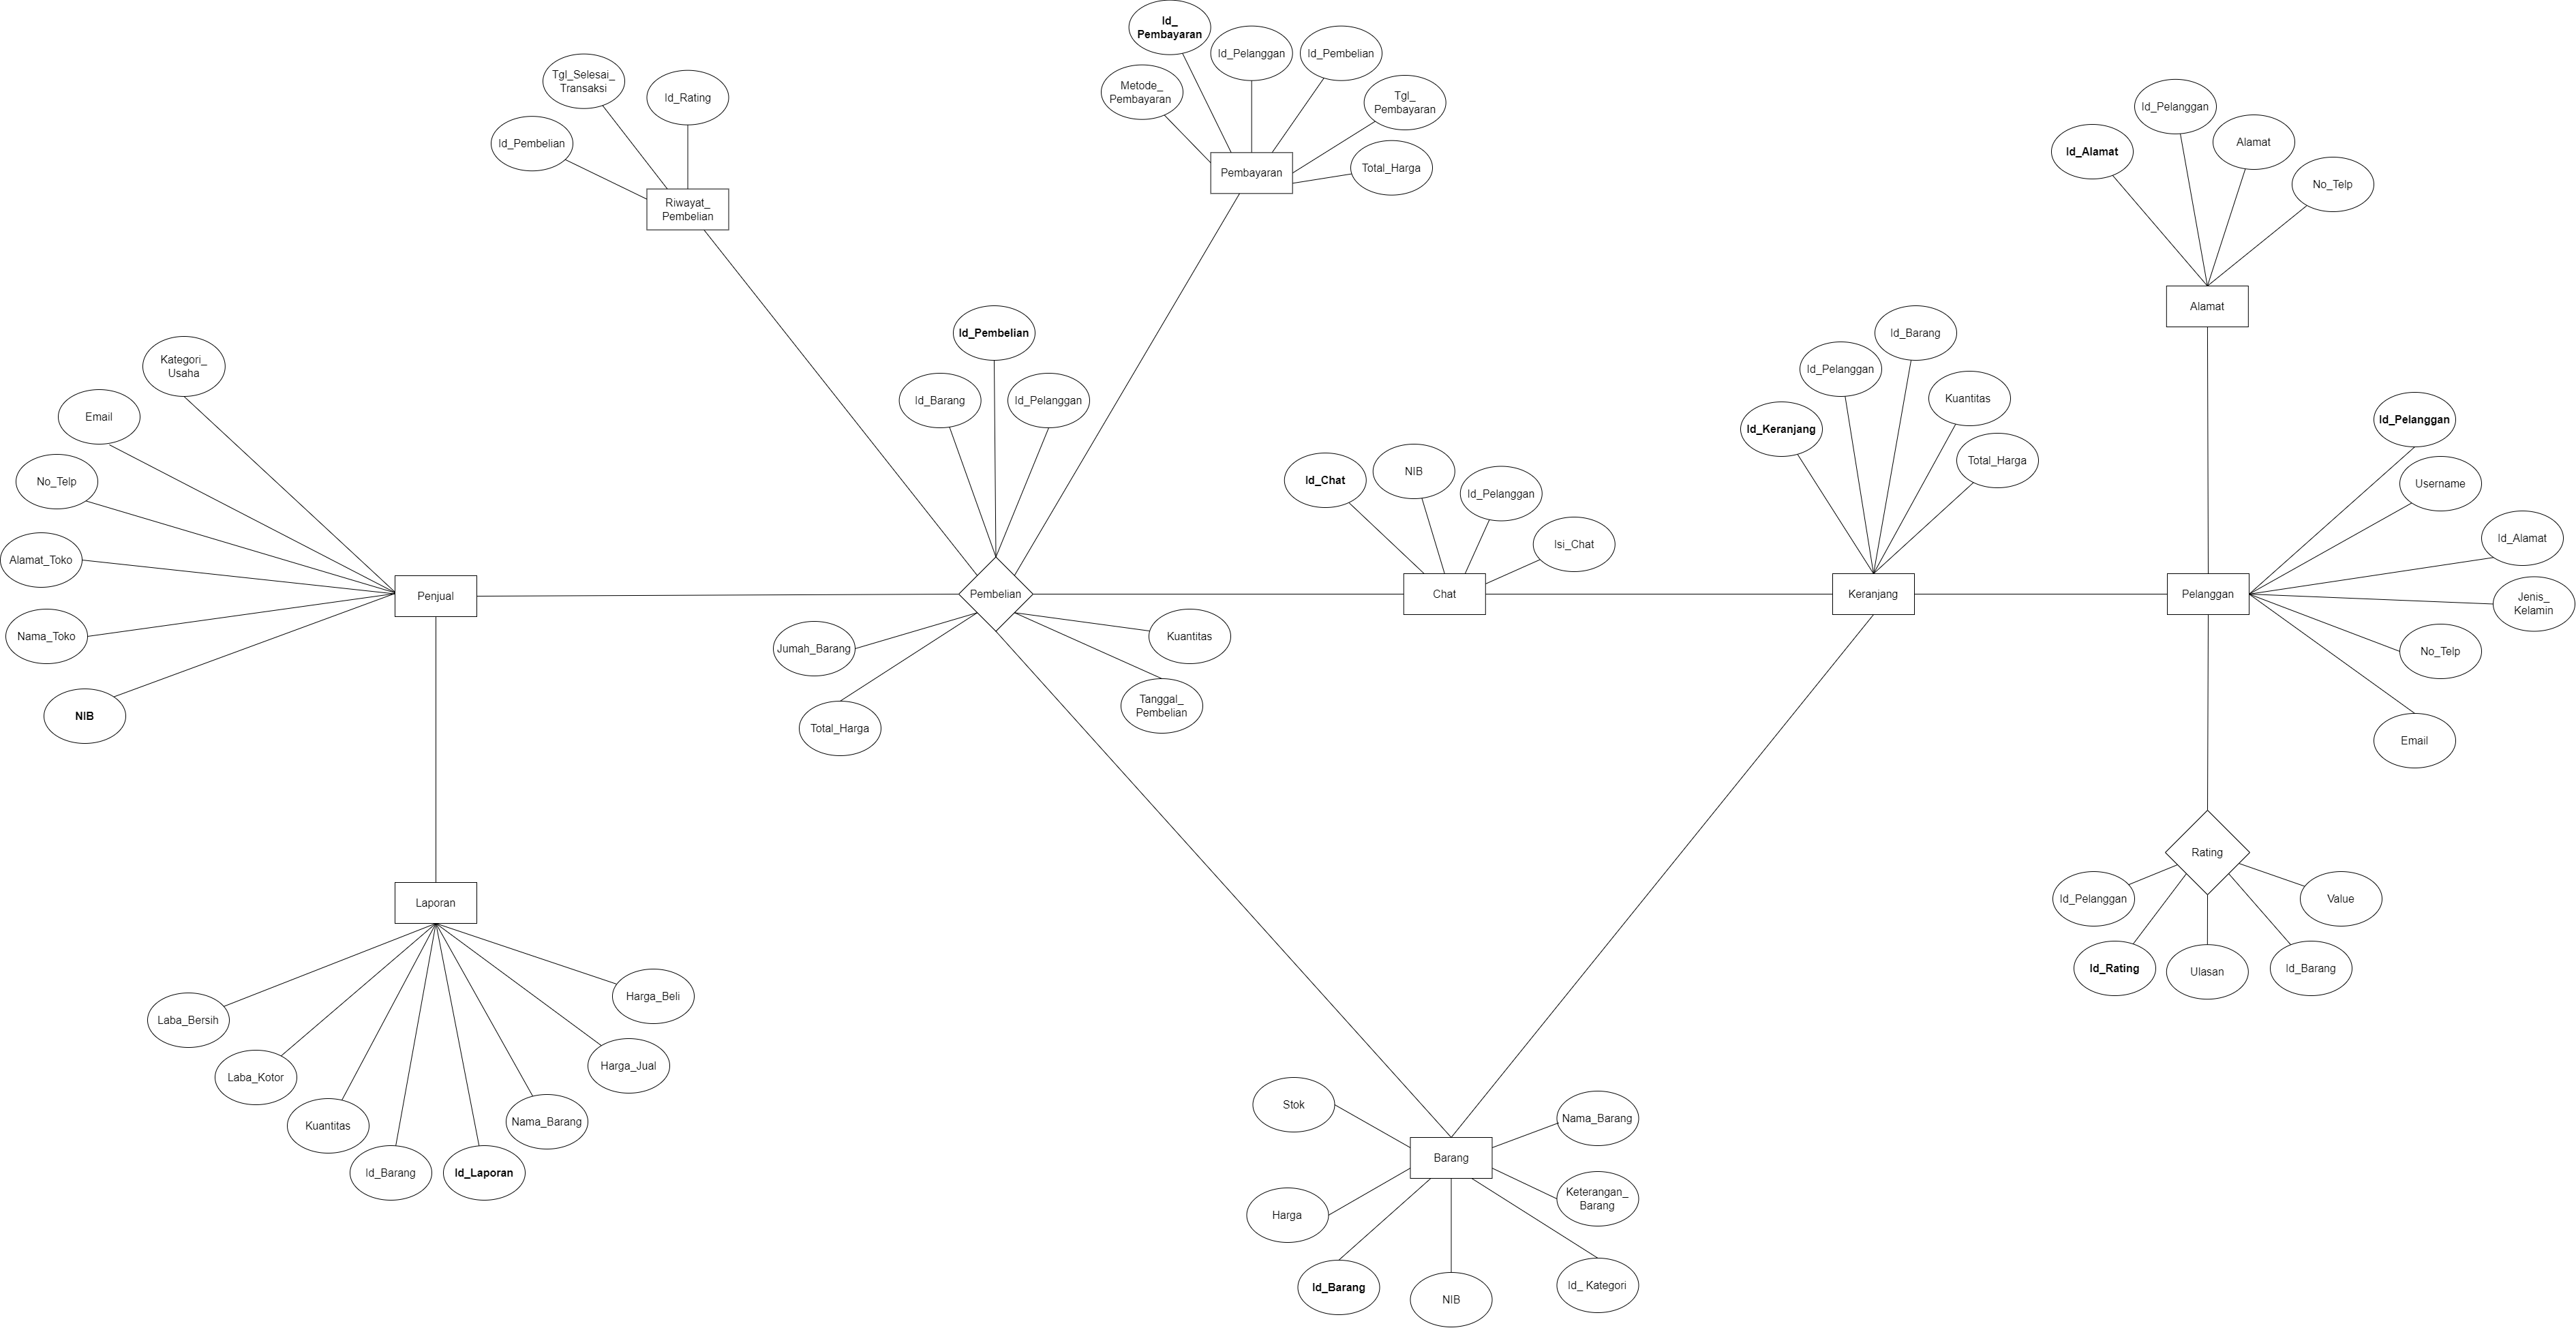 Id_
Pembayaran
Id_Pelanggan
Id_Pembelian
Metode_
Pembayaran
Tgl_
Pembayaran
Total_Harga
Pembayaran
Tgl_Selesai_
Transaksi
Id_Rating
Id_Pembelian
Riwayat_
Pembelian
Id_Pelanggan
Id_Alamat
Alamat
No_Telp
Alamat
Kategori_
Usaha
Email
No_Telp
Alamat_Toko
Nama_Toko
NIB
Penjual
Id_Pembelian
Id_Barang
Id_Pelanggan
Pembelian
Jumah_Barang
Total_Harga
Kuantitas
Tanggal_
Pembelian
Id_Chat
NIB
Id_Pelanggan
Isi_Chat
Chat
Id_Keranjang
Id_Pelanggan
Id_Barang
Kuantitas
Total_Harga
Keranjang
Id_Pelanggan
Username
Id_Alamat
Jenis_
Kelamin
No_Telp
Email
Pelanggan
Rating
Id_Pelanggan
Id_Rating
Ulasan
Id_Barang
Value
Laporan
Laba_Bersih
Laba_Kotor
Kuantitas
Id_Barang
Id_Laporan
Nama_Barang
Harga_Jual
Harga_Beli
Stok
Nama_Barang
Barang
Harga
Keterangan_
Barang
Id_Barang
NIB
Id_ Kategori